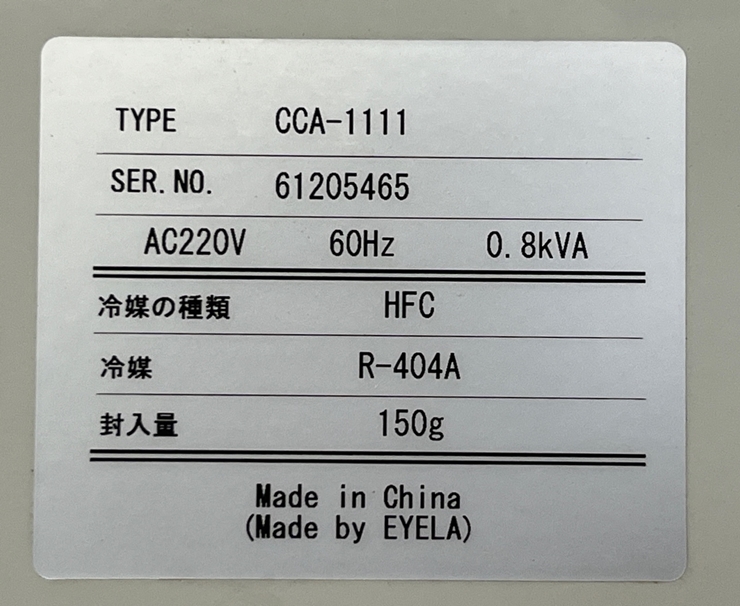 TYPE CCA-1111
SER.NO. 61205465
AC220V 60Hz 0.8kVA
冷媒の種類 HFC
冷媒 R-404A
封入量 150g
Made in China
(Made by EYELA)